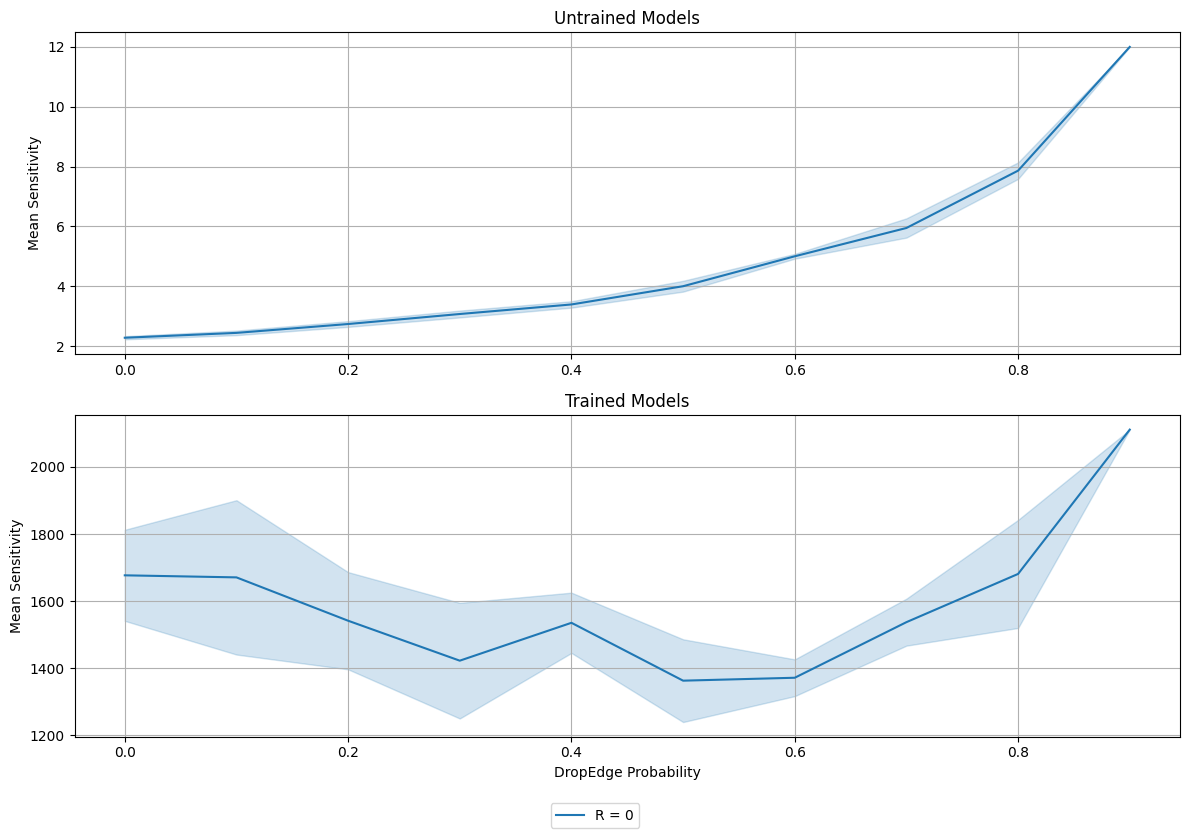 Untrained Models
Mean Sensitivity
12
10
8
6
4
2
0.0 0.2 0.4 0.6 0.8
Trained Models
Mean Sensitivity
2000
1800
1600
1400
1200
0.0 0.2 0.4 0.6 0.8
DropEdge Probability
R = 0